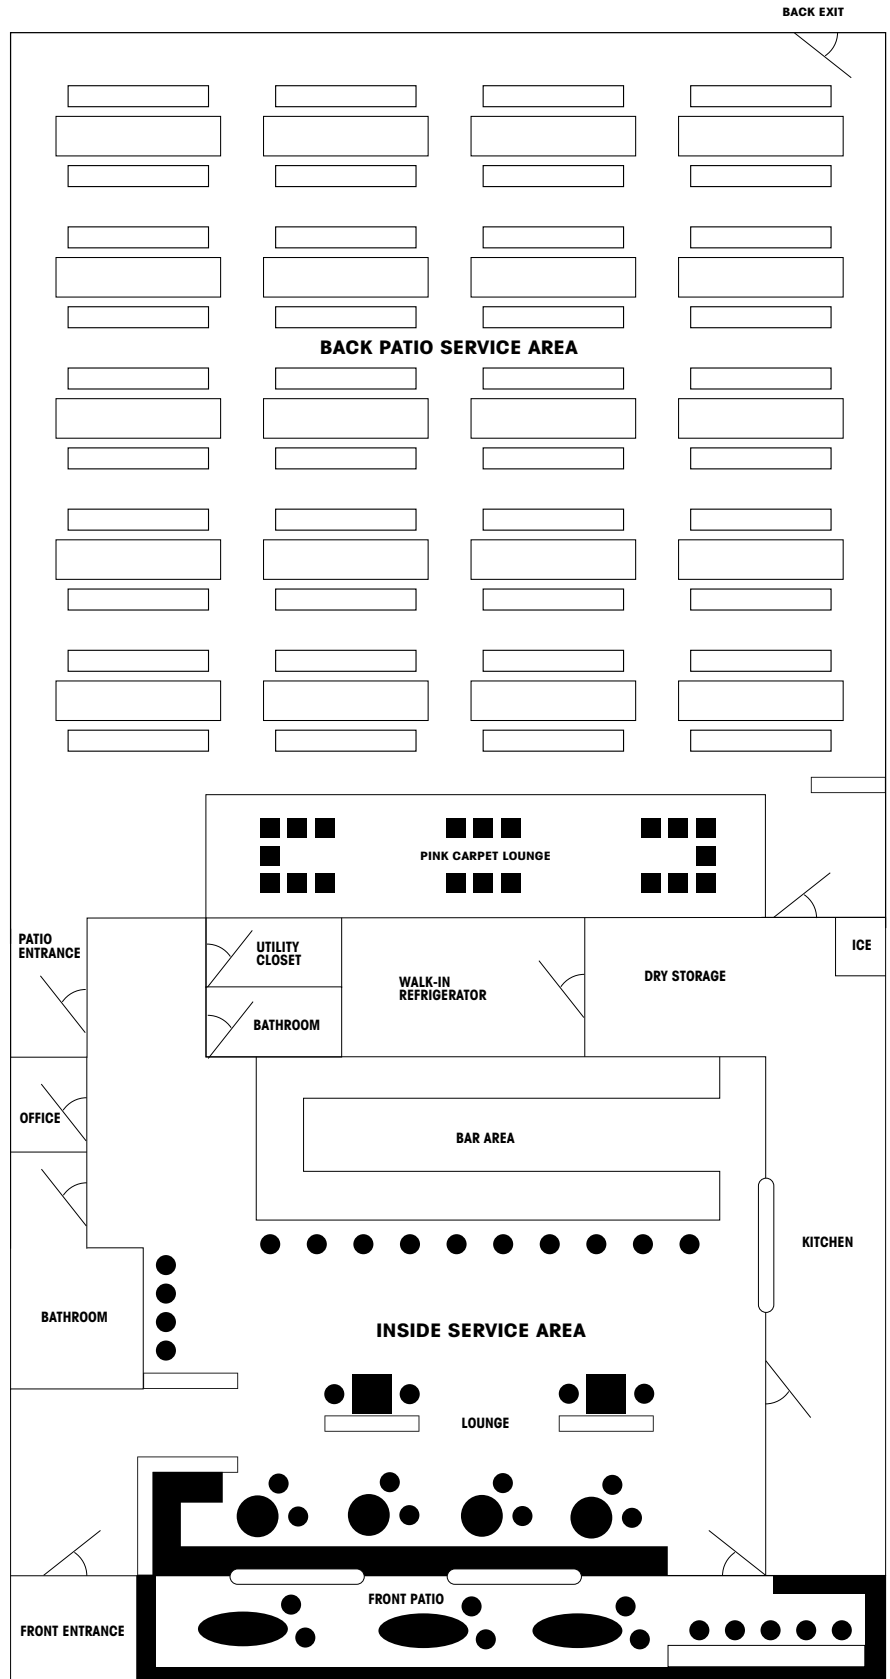 BACK EXIT
BACK PATIO SERVICE AREA
PINK CARPET LOUNGE
PATIO
ENTRANCE
UTILITY
CLOSET
WALK-IN
REFRIGERATOR
DRY STORAGE
ICE
BATHROOM
OFFICE
BAR AREA
KITCHEN
BATHROOM
INSIDE SERVICE AREA
LOUNGE
FRONT PATIO
FRONT ENTRANCE